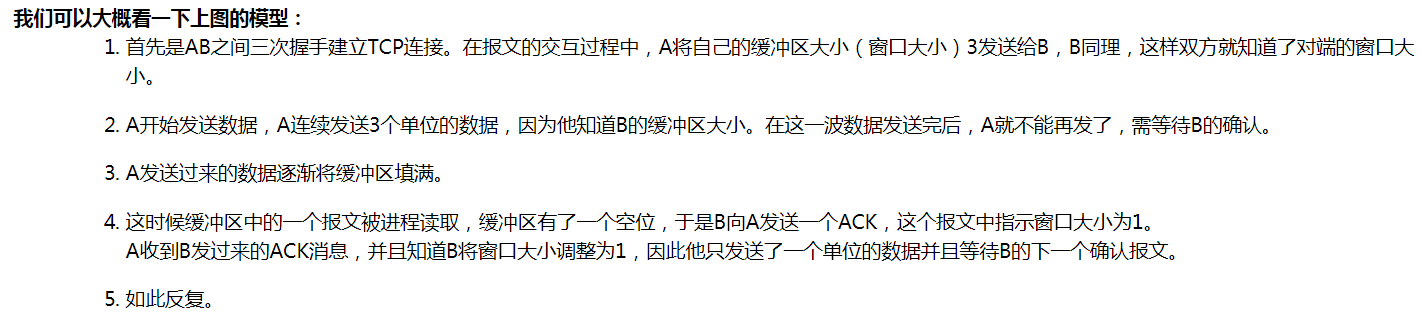 我们可以大概看一下上图的模型：
1. 首先是AB之间三次握手建立TCP连接。在报文的交互过程中，A将自己的缓冲区大小（窗口大小）3发送给B，B同理，这样双方就知道了对端的窗口大
小。
2. A开始发送数据，A连续发送3个单位的数据，因为他知道B的缓冲区大小。在这一波数据发送完后，A就不能再发了，需等待B的确认。
3. A发送过来的数据逐渐将缓冲区填满。
4. 这时候缓冲区中的一个报文被进程读取，缓冲区有了一个空位，于是B向A发送一个ACK，这个报文中指示窗口大小为1。
A收到B发过来的ACK消息，并且知道B将窗口大小调整为1，因此他只发送了一个单位的数据并且等待B的下一个确认报文。
5. 如此反复。